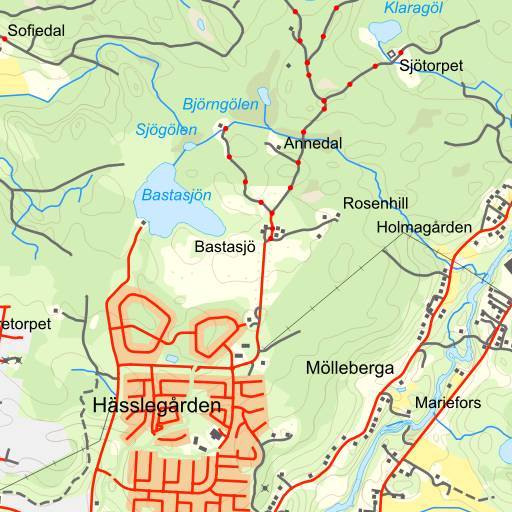 Klaragöl
Sofiedal
Sjötorpet
Björngölen
Sjögölen
Annedal
Bastasjön
Rosenhill
Holmagården
Bastasjö
retorpet
Mölleberga
Hässlegården
Mariefors